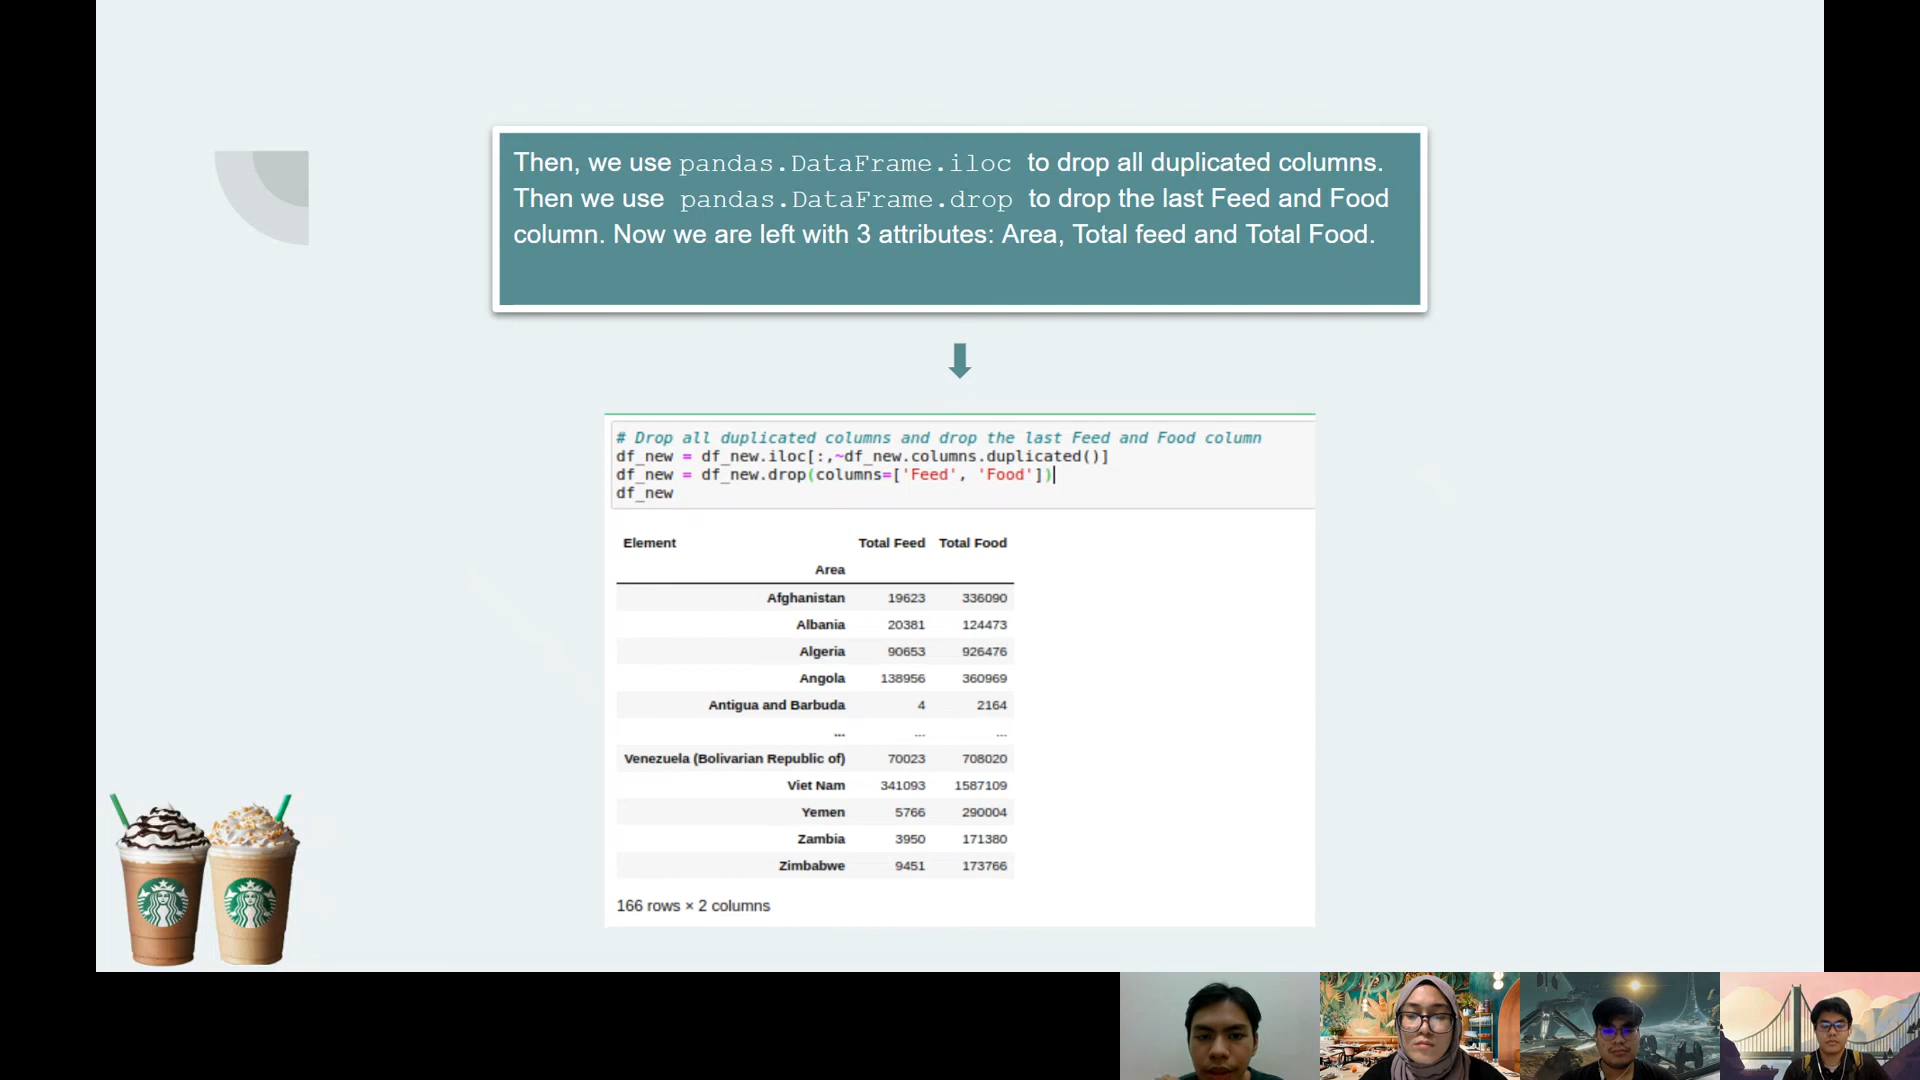 Then, we use pandas.DataFrame.iloc to drop all duplicated columns.
Then we use pandas.DataFrame.drop to drop the last Feed and Food
column. Now we are left with 3 attributes: Area, Total feed and Total Food.
# Drop all duplicated columns and drop the last Feed and Food column
df_new = df_new.iloc[:,~df_new.columns.duplicated()]
df_new = df_new.drop(columns=['Feed', 'Food'])
df_new
Element Total Feed Total Food
Area
Afghanistan 19623 336090
Albania 20381 124473
Algeria 90653 926476
Angola 138956 360969
Antigua and Barbuda 4 2164
... ... ...
Venezuela (Bolivarian Republic of) 70023 708020
Viet Nam 341093 1587109
Yemen 5766 290004
Zambia 3950 171380
Zimbabwe 9451 173766
166 rows × 2 columns